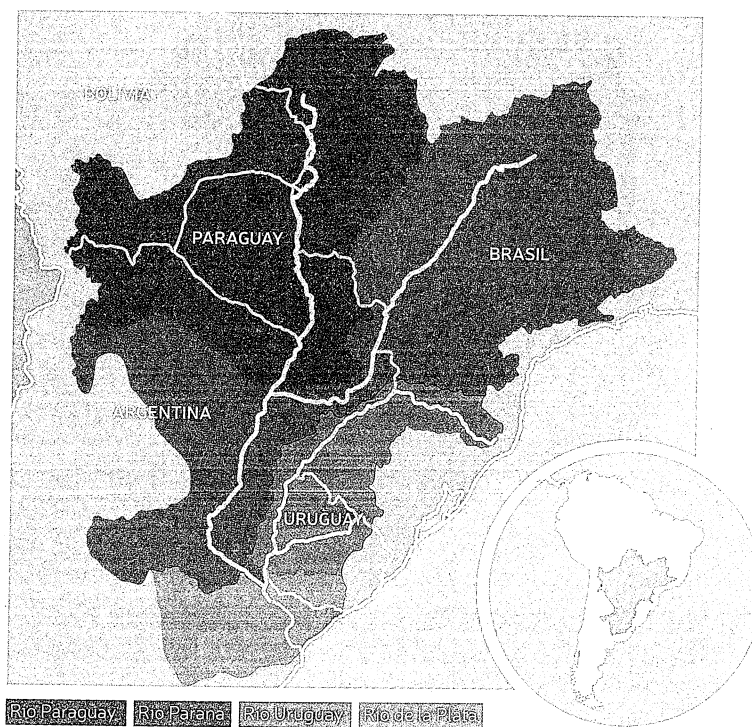 BOLIVIA
PARAGUAY
BRASIL
ARGENTINA
URUGUAY
Río Paraguay Río Paraná Río Uruguay Río de la Plata